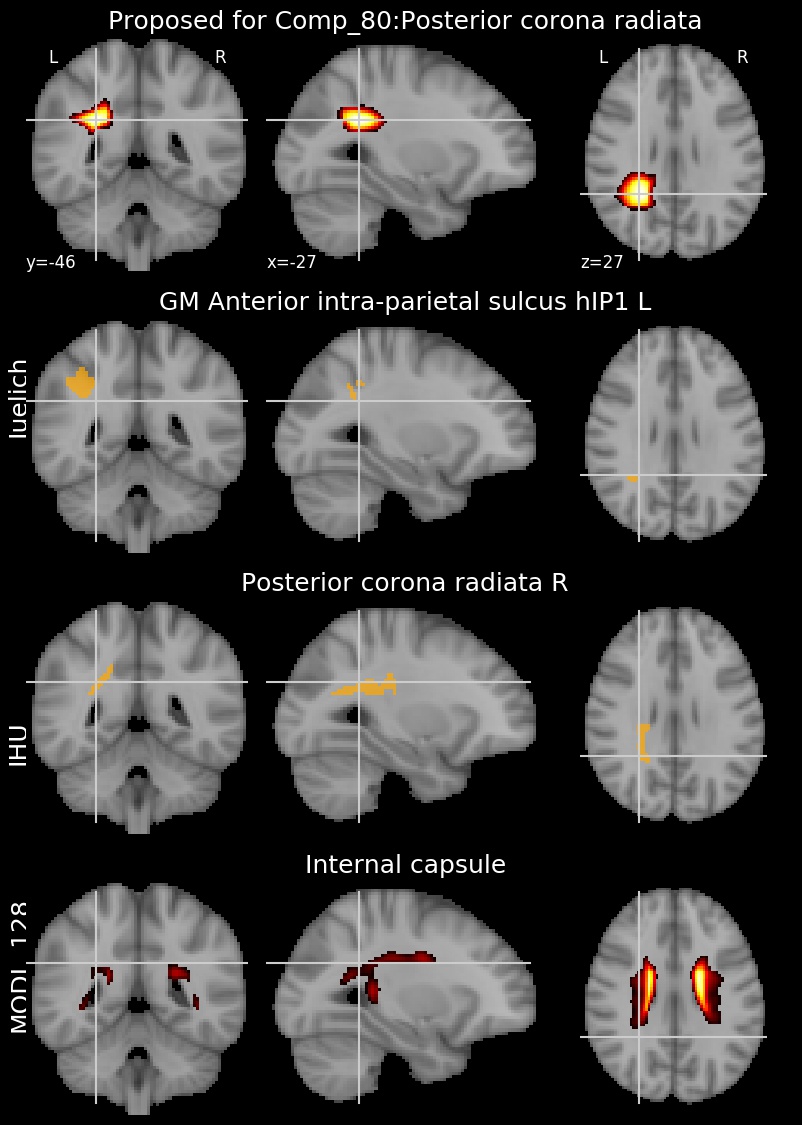 Proposed for Comp_80:Posterior corona radiata
L R L R
y=-46 x=-27 z=27
GM Anterior intra-parietal sulcus hIP1 L
Juelich
Posterior corona radiata R
JHU
Internal capsule
MODL_128